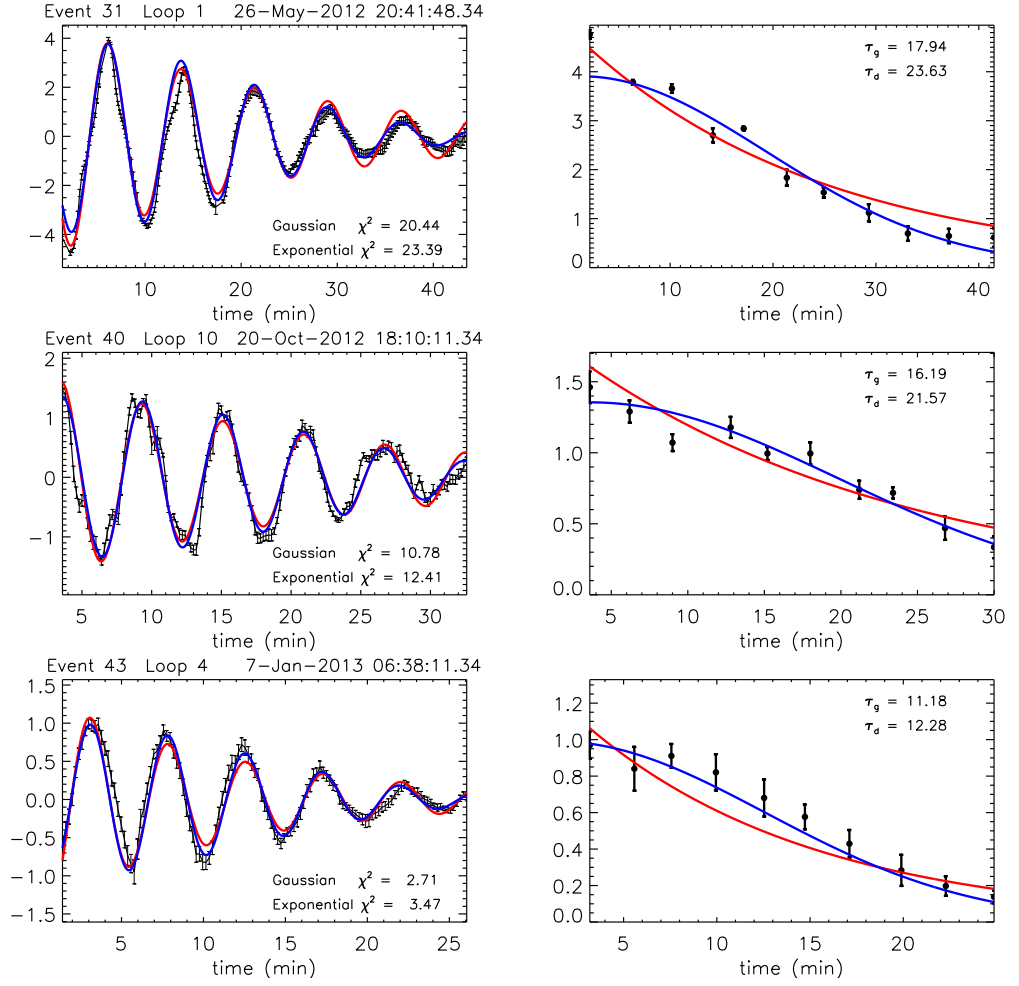 Event 31 Loop 1 26-May-2012 20:41:48.34
4
2
0
-2
-4
Gaussian χ² = 20.44
Exponential χ² = 23.39
10 20 30 40
time (min)
τg = 17.94
τd = 23.63
4
3
2
1
0
10 20 30 40
time (min)
Event 40 Loop 10 20-Oct-2012 18:10:11.34
2
1
0
-1
Gaussian χ² = 10.78
Exponential χ² = 12.41
5 10 15 20 25 30
time (min)
τg = 16.19
τd = 21.57
1.5
1.0
0.5
0.0
5 10 15 20 25 30
time (min)
Event 43 Loop 4 7-Jan-2013 06:38:11.34
1.5
1.0
0.5
0.0
-0.5
-1.0
-1.5
Gaussian χ² = 2.71
Exponential χ² = 3.47
5 10 15 20 25
time (min)
τg = 11.18
τd = 12.28
1.2
1.0
0.8
0.6
0.4
0.2
0.0
5 10 15 20
time (min)